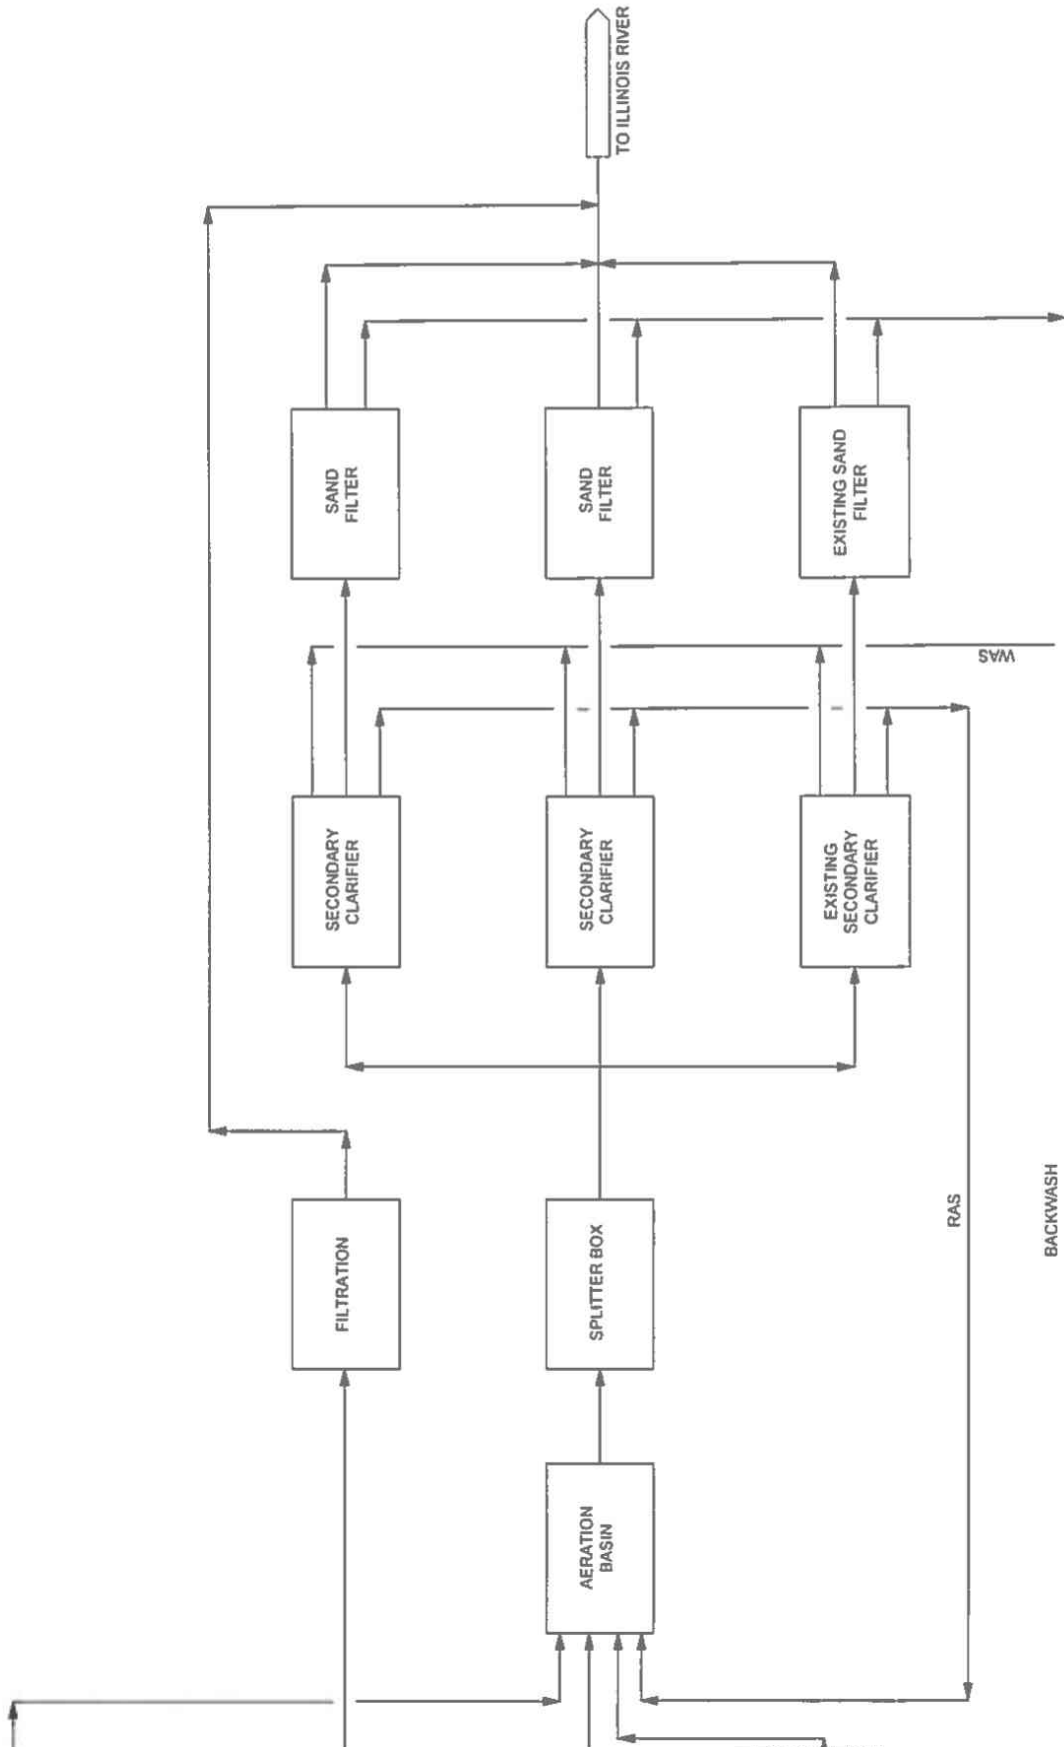 TO ILLINOIS RIVER
SAND
FILTER
SAND
FILTER
EXISTING SAND
FILTER
WAS
SECONDARY
CLARIFIER
SECONDARY
CLARIFIER
EXISTING
SECONDARY
CLARIFIER
FILTRATION
SPLITTER BOX
RAS
BACKWASH
AERATION
BASIN